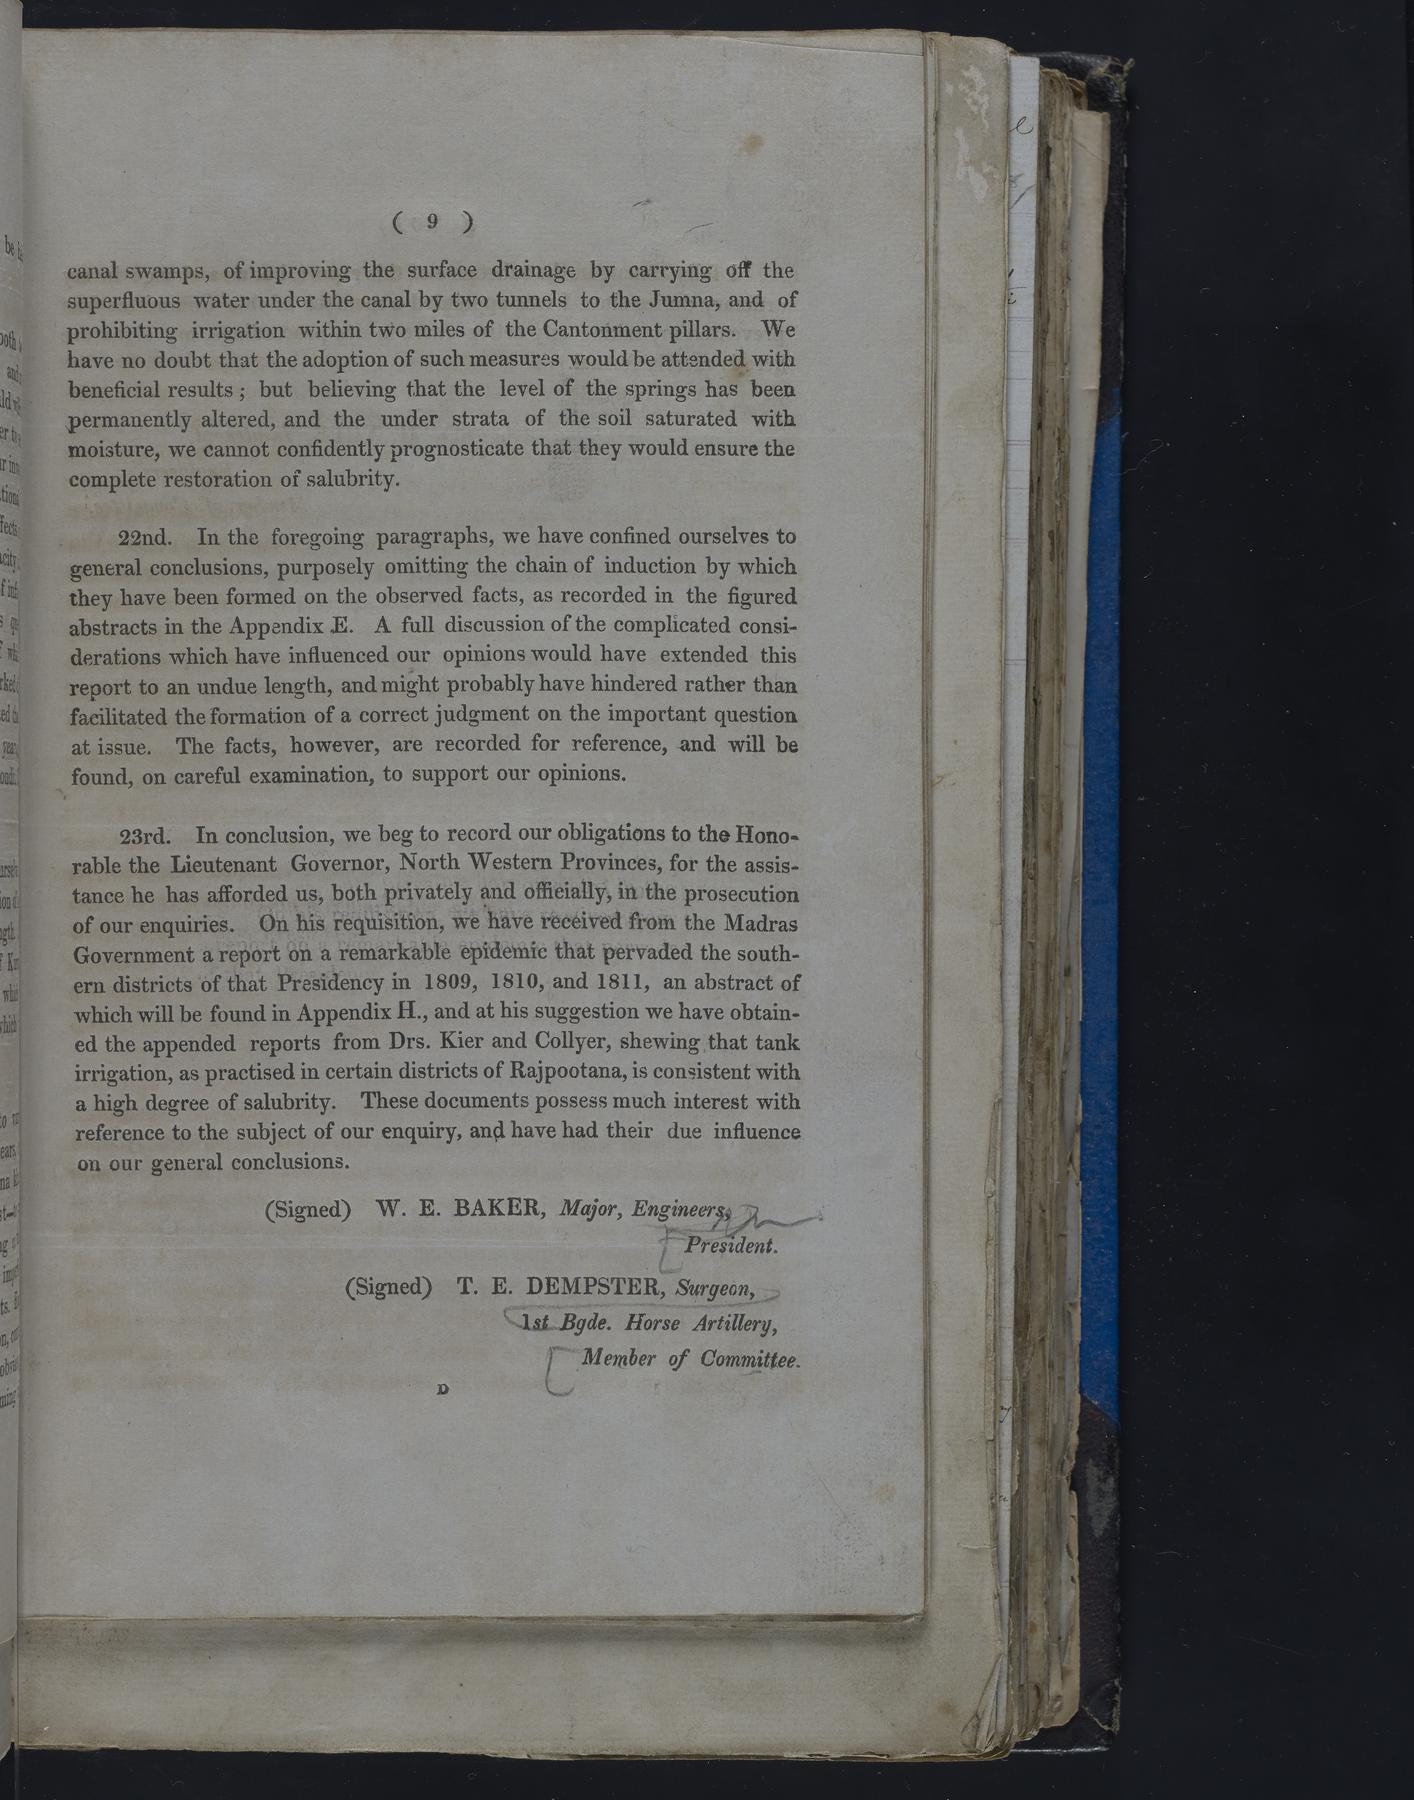 ( 9 )
canal swamps, of improving the surface drainage by carrying off the
superfluous water under the canal by two tunnels to the Jumna, and of
prohibiting irrigation within two miles of the Cantonment pillars. We
have no doubt that the adoption of such measures would be attended with
beneficial results ; but believing that the level of the springs has been
permanently altered, and the under strata of the soil saturated with
moisture, we cannot confidently prognosticate that they would ensure the
complete restoration of salubrity.
22nd. In the foregoing paragraphs, we have confined ourselves to
general conclusions, purposely omitting the chain of induction by which
they have been formed on the observed facts, as recorded in the figured
abstracts in the Appendix E. A full discussion of the complicated consi-
derations which have influenced our opinions would have extended this
report to an undue length, and might probably have hindered rather than
facilitated the formation of a correct judgment on the important question
at issue. The facts, however, are recorded for reference, and will be
found, on careful examination, to support our opinions.
23rd. In conclusion, we beg to record our obligations to the Hono-
rable the Lieutenant Governor, North Western Provinces, for the assis-
tance he has afforded us, both privately and officially, in the prosecution
of our enquiries. On his requisition, we have received from the Madras
Government a report on a remarkable epidemic that pervaded the south-
ern districts of that Presidency in 1809, 1810, and 1811, an abstract of
which will be found in Appendix H., and at his suggestion we have obtain-
ed the appended reports from Drs. Kier and Collyer, shewing that tank
irrigation, as practised in certain districts of Rajpootana, is consistent with
a high degree of salubrity. These documents possess much interest with
reference to the subject of our enquiry, and have had their due influence
on our general conclusions.
(Signed) W. E. BAKER, Major, Engineers,
President.
(Signed) T. E. DEMPSTER, Surgeon,
1st Bgde. Horse Artillery,
Member of Committee.
D